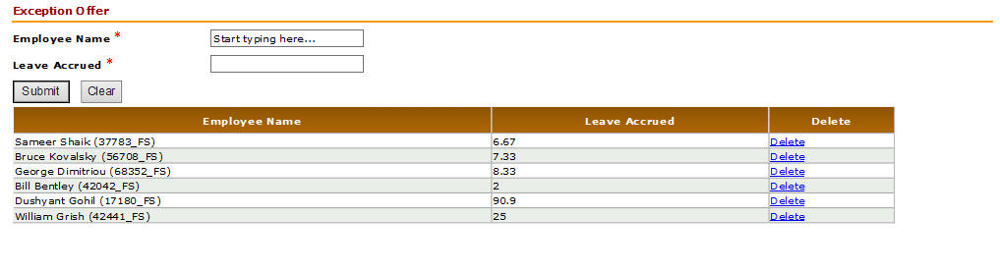 Exception Offer
Employee Name *
Start typing here...
Leave Accrued *
Submit Clear
Employee Name Leave Accrued Delete
Sameer Shaik (37783_FS) 6.67 Delete
Bruce Kovalsky (56708_FS) 7.33 Delete
George Dimitriou (68352_FS) 8.33 Delete
Bill Bentley (42042_FS) 2 Delete
Dushyant Gohil (17180_FS) 90.9 Delete
William Grish (42441_FS) 25 Delete